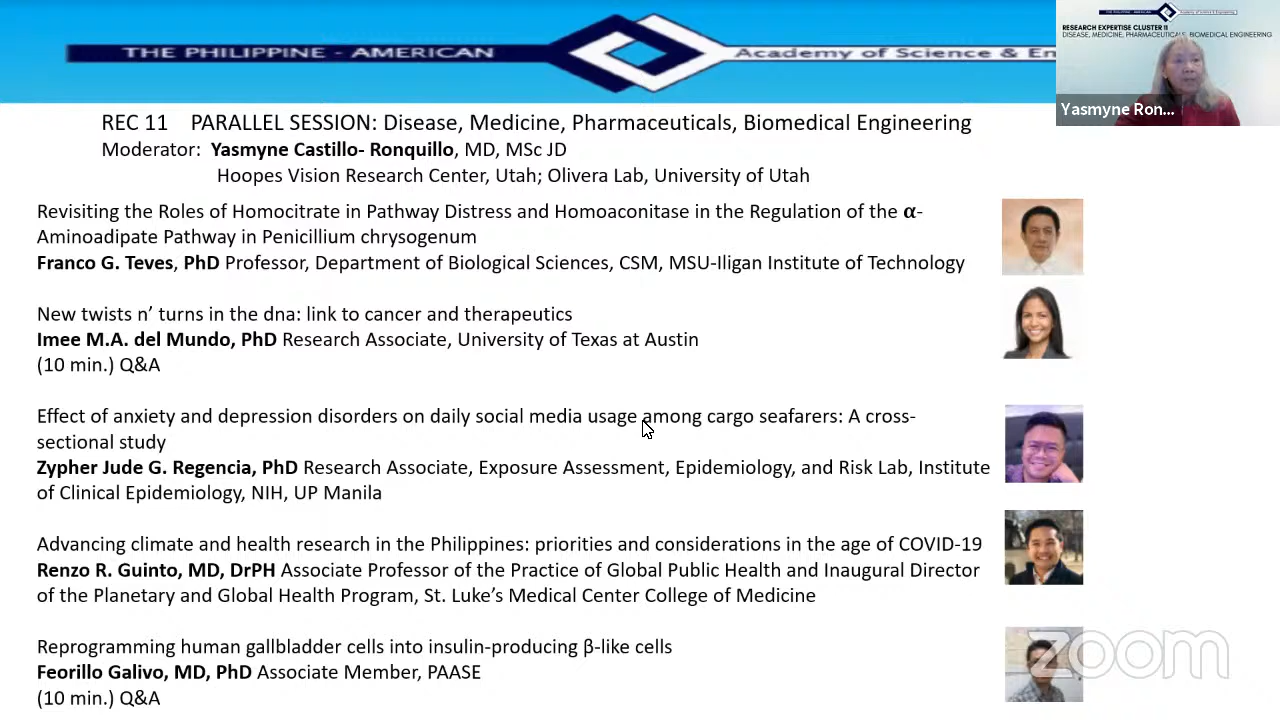 THE PHILIPPINE - AMERICAN
Academy of Science & En
RESEARCH EXPERTISE CLUSTER II
DISEASE, MEDICINE, PHARMACEUTICALS, BIOMEDICAL ENGINEERING
Yasmyne Ron...
REC 11 PARALLEL SESSION: Disease, Medicine, Pharmaceuticals, Biomedical Engineering
Moderator: Yasmyne Castillo- Ronquillo, MD, MSc JD
Hoopes Vision Research Center, Utah; Olivera Lab, University of Utah
Revisiting the Roles of Homocitrate in Pathway Distress and Homoaconitase in the Regulation of the α-
Aminoadipate Pathway in Penicillium chrysogenum
Franco G. Teves, PhD Professor, Department of Biological Sciences, CSM, MSU-Iligan Institute of Technology
New twists n’ turns in the dna: link to cancer and therapeutics
Imee M.A. del Mundo, PhD Research Associate, University of Texas at Austin
(10 min.) Q&A
Effect of anxiety and depression disorders on daily social media usage among cargo seafarers: A cross-
sectional study
Zypher Jude G. Regencia, PhD Research Associate, Exposure Assessment, Epidemiology, and Risk Lab, Institute
of Clinical Epidemiology, NIH, UP Manila
Advancing climate and health research in the Philippines: priorities and considerations in the age of COVID-19
Renzo R. Guinto, MD, DrPH Associate Professor of the Practice of Global Public Health and Inaugural Director
of the Planetary and Global Health Program, St. Luke’s Medical Center College of Medicine
Reprogramming human gallbladder cells into insulin-producing β-like cells
Feorillo Galivo, MD, PhD Associate Member, PAASE
(10 min.) Q&A
zoom